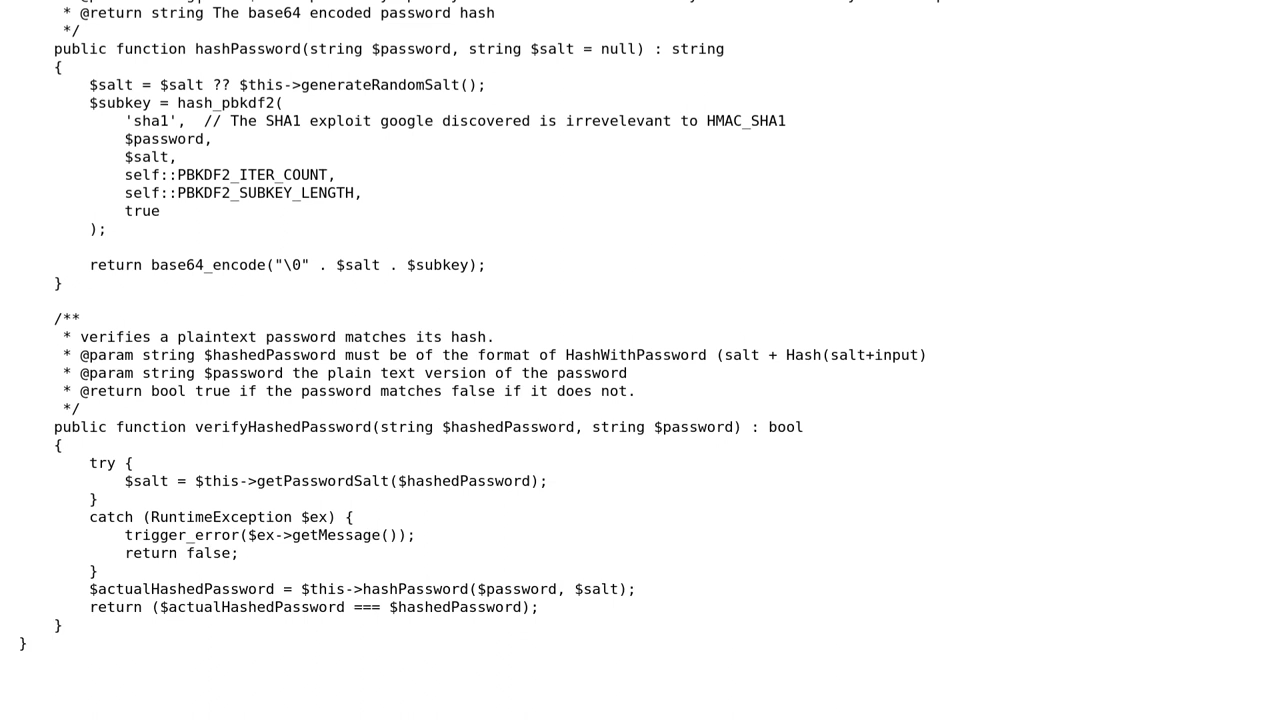 * @return string The base64 encoded password hash
*/
public function hashPassword(string $password, string $salt = null) : string
{
$salt = $salt ?? $this->generateRandomSalt();
$subkey = hash_pbkdf2(
'sha1',  // The SHA1 exploit google discovered is irrevelevant to HMAC_SHA1
$password,
$salt,
self::PBKDF2_ITER_COUNT,
self::PBKDF2_SUBKEY_LENGTH,
true
);
return base64_encode("\0" . $salt . $subkey);
}
/**
* verifies a plaintext password matches its hash.
* @param string $hashedPassword must be of the format of HashWithPassword (salt + Hash(salt+input)
* @param string $password the plain text version of the password
* @return bool true if the password matches false if it does not.
*/
public function verifyHashedPassword(string $hashedPassword, string $password) : bool
{
try {
$salt = $this->getPasswordSalt($hashedPassword);
}
catch (RuntimeException $ex) {
trigger_error($ex->getMessage());
return false;
}
$actualHashedPassword = $this->hashPassword($password, $salt);
return ($actualHashedPassword === $hashedPassword);
}
}